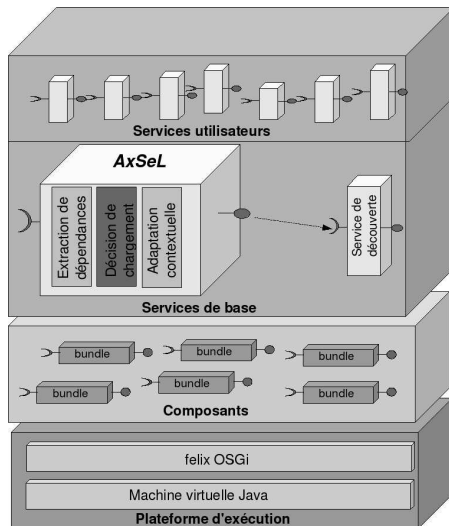 Services utilisateurs
AxSeL
Extraction de
dépendances
Décision de
chargement
Adaptation
contextuelle
Service de
découverte
Services de base
bundle
bundle
bundle
bundle
bundle
bundle
Composants
felix OSGi
Machine virtuelle Java
Plateforme d'exécution